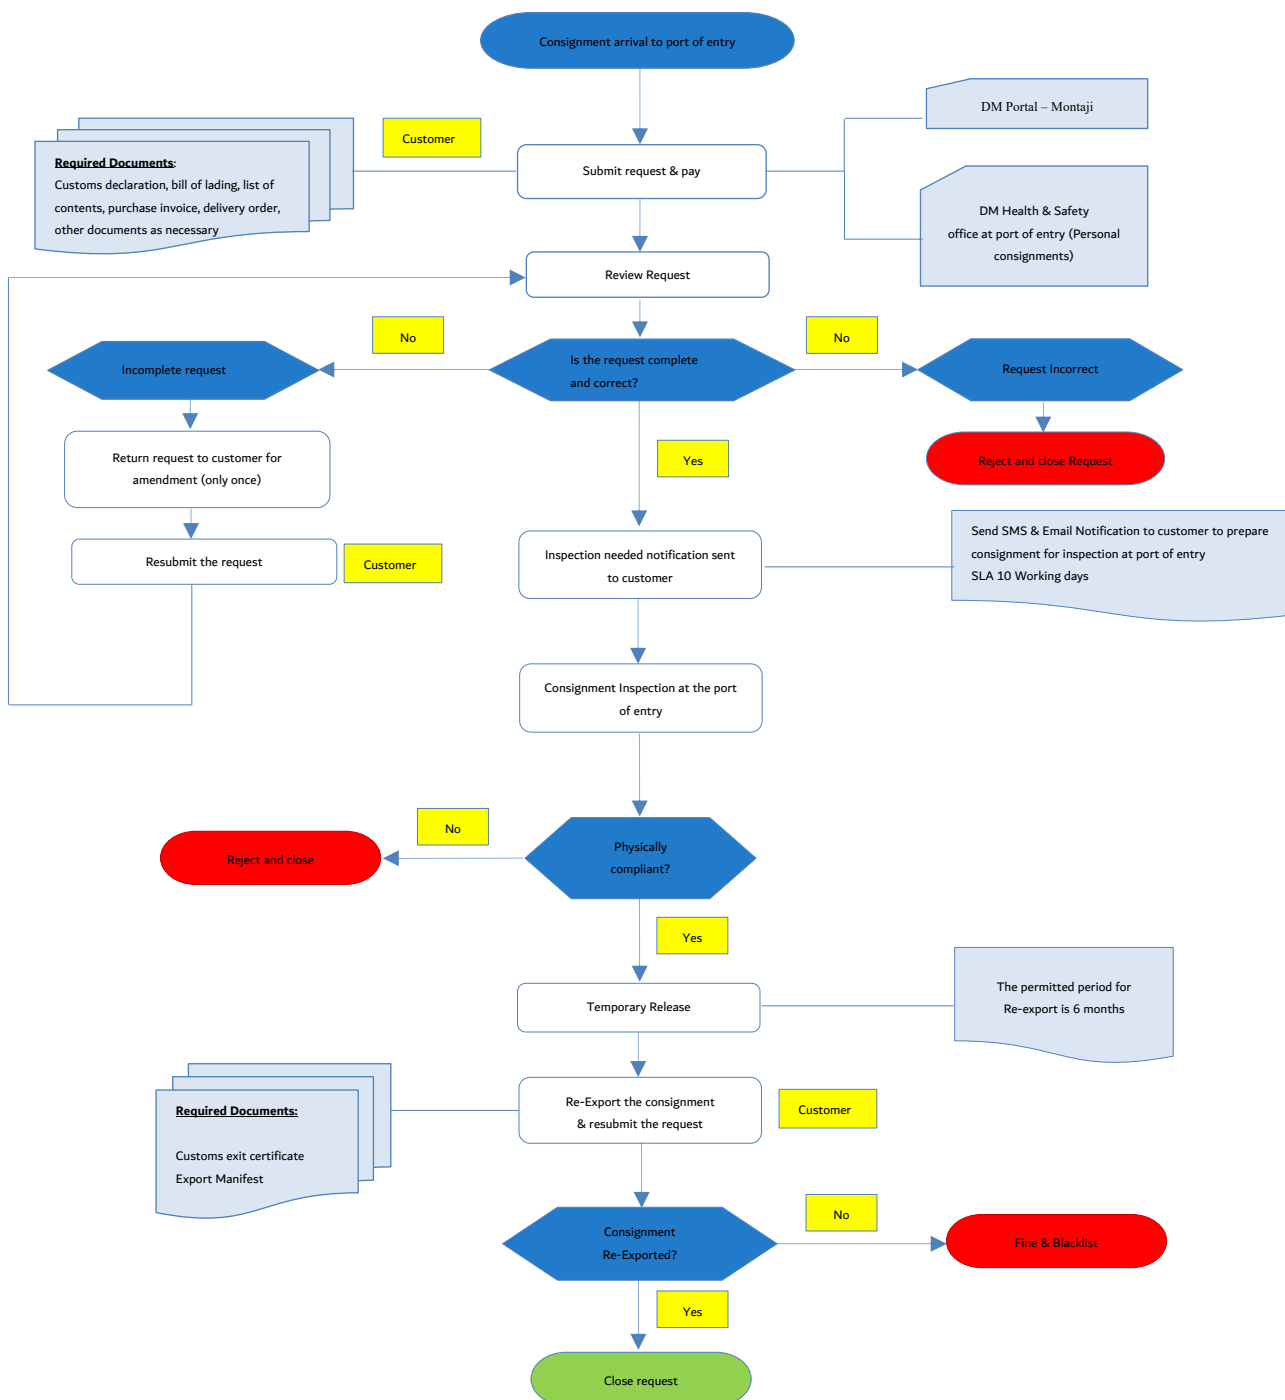 Consignment arrival to port of entry
DM Portal – Montaji
Customer
Required Documents:
Customs declaration, bill of lading, list of
contents, purchase invoice, delivery order,
other documents as necessary
Submit request & pay
DM Health & Safety
office at port of entry (Personal
consignments)
Review Request
No
No
Incomplete request
Is the request complete
and correct?
Request Incorrect
Return request to customer for
amendment (only once)
Yes
Reject and close Request
Resubmit the request
Customer
Inspection needed notification sent
to customer
Send SMS & Email Notification to customer to prepare
consignment for inspection at port of entry
SLA 10 Working days
Consignment Inspection at the port
of entry
No
Reject and close
Physically
compliant?
Yes
Temporary Release
The permitted period for
Re-export is 6 months
Required Documents:
Customs exit certificate
Export Manifest
Re-Export the consignment
& resubmit the request
Customer
No
Consignment
Re-Exported?
Fine & Blacklist
Yes
Close request